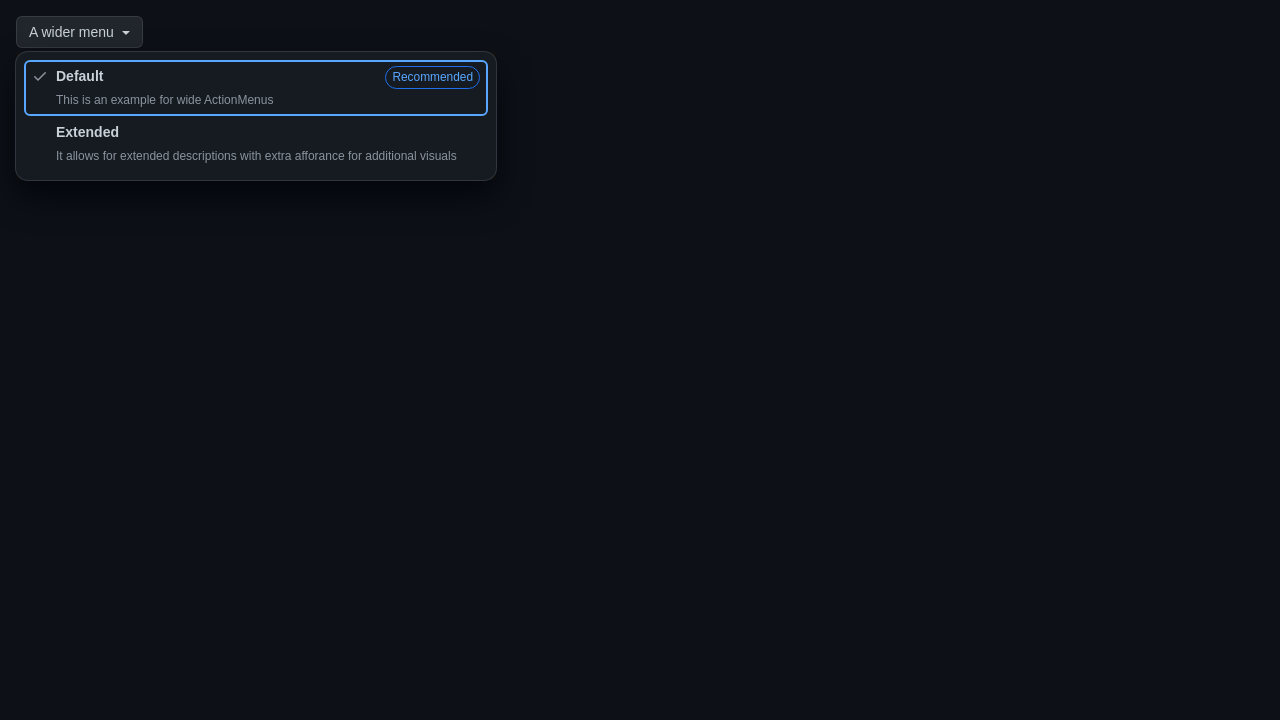 A wider menu
Default
Recommended
This is an example for wide ActionMenus
Extended
It allows for extended descriptions with extra afforance for additional visuals